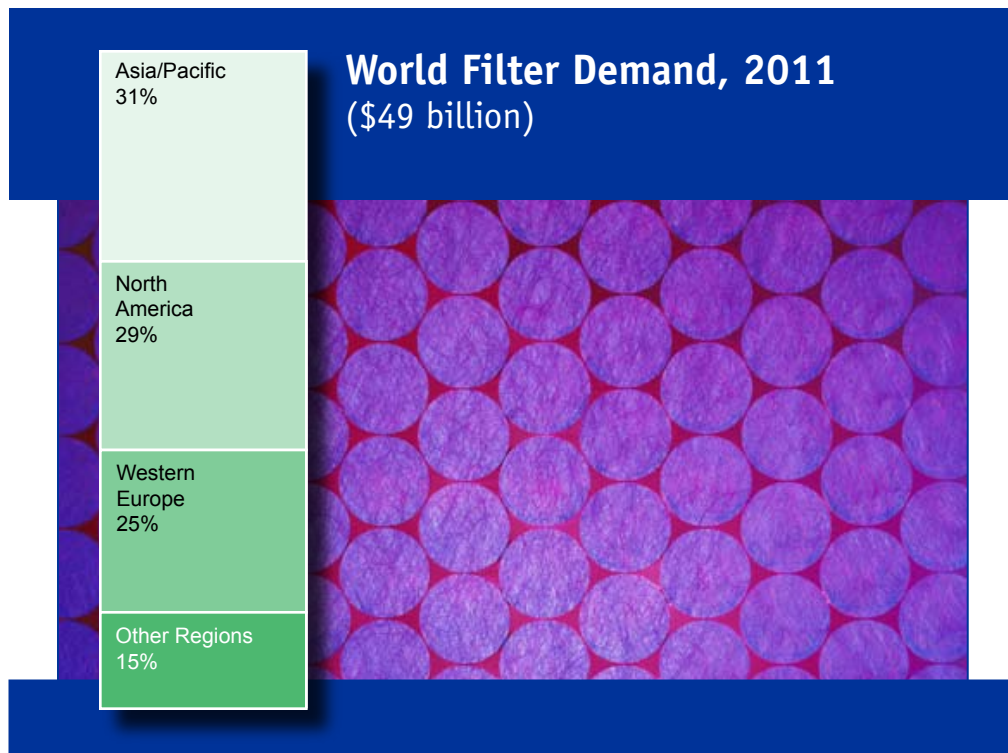 World Filter Demand, 2011
($49 billion)
Asia/Pacific
31%
North
America
29%
Western
Europe
25%
Other Regions
15%